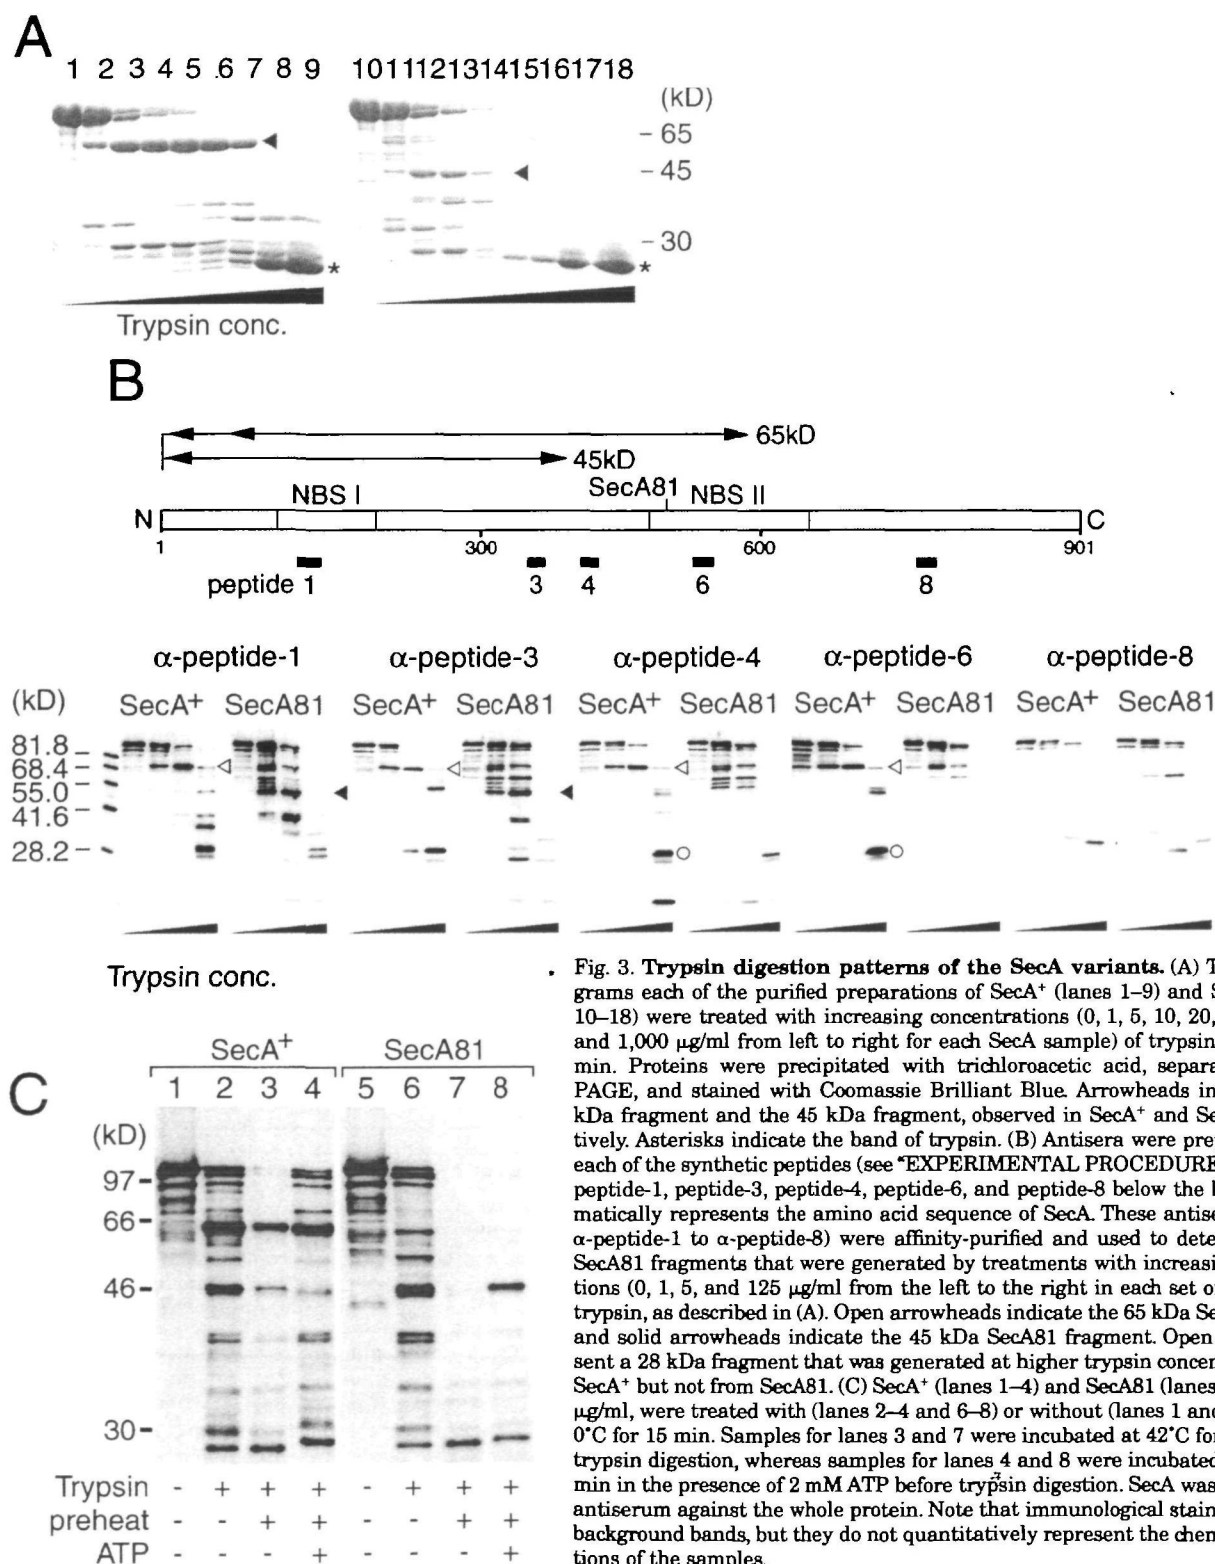 A
1 2 3 4 5 6 7 8 9 10 11 12 13 14 15 16 17 18
(kD)
- 65
- 45
- 30
* *
Trypsin conc.
B
65kD
45kD
NBS I SecA81 NBS II
N C
1 300 600 901
peptide 1 3 4 6 8
α-peptide-1 α-peptide-3 α-peptide-4 α-peptide-6 α-peptide-8
(kD) SecA+ SecA81 SecA+ SecA81 SecA+ SecA81 SecA+ SecA81 SecA+ SecA81
81.8 -
68.4 -
55.0 -
41.6 -
28.2 -
Trypsin conc.
C
SecA+ SecA81
1 2 3 4 5 6 7 8
(kD)
97 -
66 -
46 -
30 -
Trypsin - + + + - + + +
preheat - - + + - - + +
ATP - - - + - - - +
Fig. 3. Trypsin digestion patterns of the SecA variants. (A) T
grams each of the purified preparations of SecA+ (lanes 1–9) and S
10–18) were treated with increasing concentrations (0, 1, 5, 10, 20,
and 1,000 μg/ml from left to right for each SecA sample) of trypsin
min. Proteins were precipitated with trichloroacetic acid, separa
PAGE, and stained with Coomassie Brilliant Blue. Arrowheads in
kDa fragment and the 45 kDa fragment, observed in SecA+ and Se
tively. Asterisks indicate the band of trypsin. (B) Antisera were pre
each of the synthetic peptides (see "EXPERIMENTAL PROCEDURE
peptide-1, peptide-3, peptide-4, peptide-6, and peptide-8 below the b
matically represents the amino acid sequence of SecA. These antise
α-peptide-1 to α-peptide-8) were affinity-purified and used to dete
SecA81 fragments that were generated by treatments with increasi
tions (0, 1, 5, and 125 μg/ml from the left to the right in each set o
trypsin, as described in (A). Open arrowheads indicate the 65 kDa Se
and solid arrowheads indicate the 45 kDa SecA81 fragment. Open
sent a 28 kDa fragment that was generated at higher trypsin concen
SecA+ but not from SecA81. (C) SecA+ (lanes 1–4) and SecA81 (lanes
μg/ml, were treated with (lanes 2–4 and 6–8) or without (lanes 1 and
0°C for 15 min. Samples for lanes 3 and 7 were incubated at 42°C for
trypsin digestion, whereas samples for lanes 4 and 8 were incubated
min in the presence of 2 mM ATP before trypsin digestion. SecA was
antiserum against the whole protein. Note that immunological stain
background bands, but they do not quantitatively represent the chem
tions of the samples.